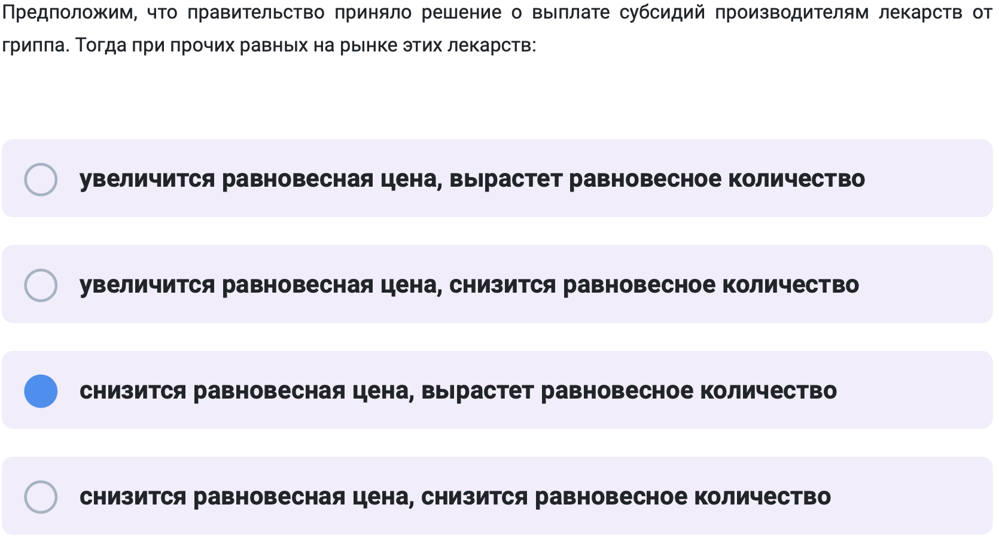 Предположим, что правительство приняло решение о выплате субсидий производителям лекарств от
гриппа. Тогда при прочих равных на рынке этих лекарств:
увеличится равновесная цена, вырастет равновесное количество
увеличится равновесная цена, снизится равновесное количество
снизится равновесная цена, вырастет равновесное количество
снизится равновесная цена, снизится равновесное количество